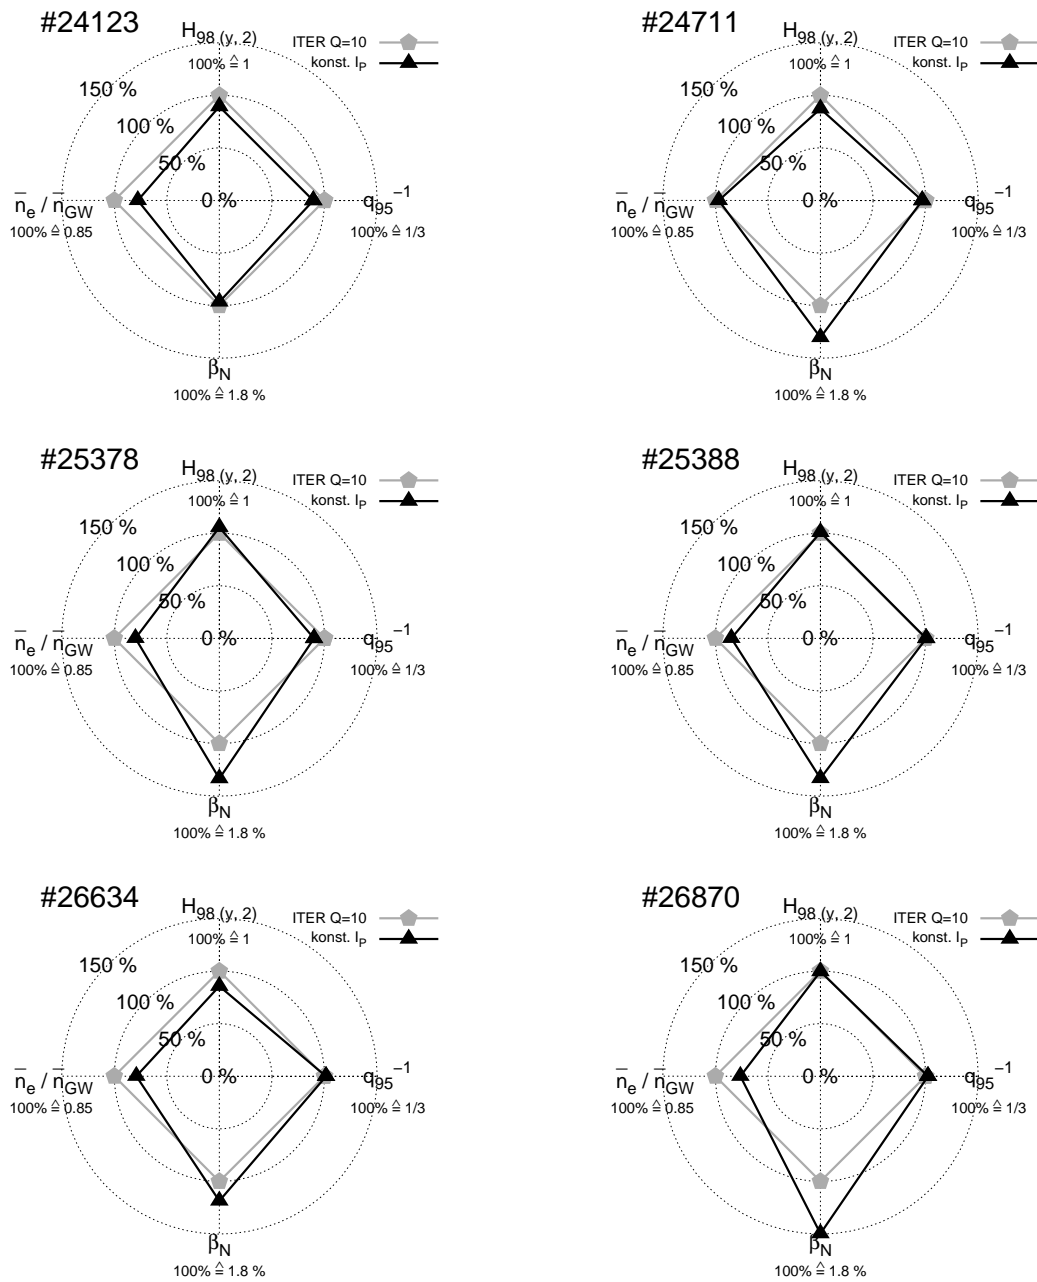 #24123
H98 (y, 2)
100% ≙ 1
ITER Q=10
konst. IP
150 %
100 %
50 %
0 %
n̅e / n̅GW
100% ≙ 0.85
q95⁻¹
100% ≙ 1/3
βN
100% ≙ 1.8 %
#24711
H98 (y, 2)
100% ≙ 1
ITER Q=10
konst. IP
150 %
100 %
50 %
0 %
n̅e / n̅GW
100% ≙ 0.85
q95⁻¹
100% ≙ 1/3
βN
100% ≙ 1.8 %
#25378
H98 (y, 2)
100% ≙ 1
ITER Q=10
konst. IP
150 %
100 %
50 %
0 %
n̅e / n̅GW
100% ≙ 0.85
q95⁻¹
100% ≙ 1/3
βN
100% ≙ 1.8 %
#25388
H98 (y, 2)
100% ≙ 1
ITER Q=10
konst. IP
150 %
100 %
50 %
0 %
n̅e / n̅GW
100% ≙ 0.85
q95⁻¹
100% ≙ 1/3
βN
100% ≙ 1.8 %
#26634
H98 (y, 2)
100% ≙ 1
ITER Q=10
konst. IP
150 %
100 %
50 %
0 %
n̅e / n̅GW
100% ≙ 0.85
q95⁻¹
100% ≙ 1/3
βN
100% ≙ 1.8 %
#26870
H98 (y, 2)
100% ≙ 1
ITER Q=10
konst. IP
150 %
100 %
50 %
0 %
n̅e / n̅GW
100% ≙ 0.85
q95⁻¹
100% ≙ 1/3
βN
100% ≙ 1.8 %